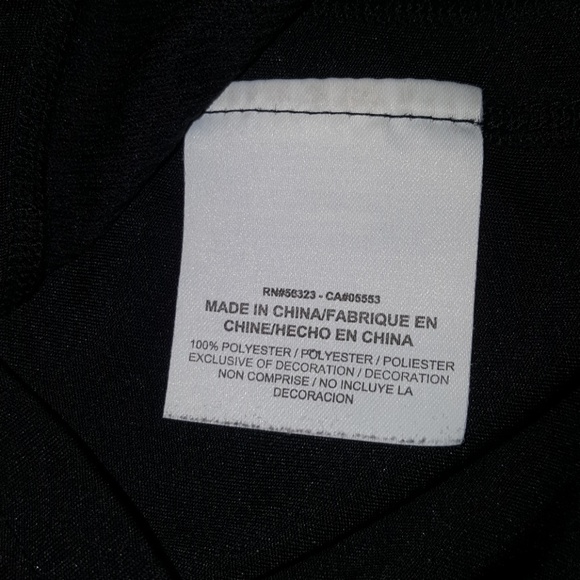 RN#56323 - CA#05553
MADE IN CHINA/FABRIQUE EN
CHINE/HECHO EN CHINA
100% POLYESTER / POLYESTER / POLIESTER
EXCLUSIVE OF DECORATION / DECORATION
NON COMPRISE / NO INCLUYE LA
DECORACION